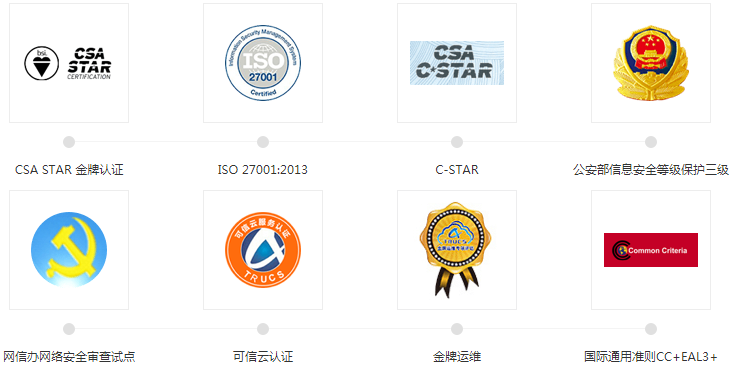 bsi. CSA STAR CERTIFICATION
Information Security Management System ISO 27001 Certified
CSA C★STAR
CSA STAR 金牌认证
ISO 27001:2013
C-STAR
公安部信息安全等级保护三级
可信云服务认证 TRUCS
TRUCS
Common Criteria
网信办网络安全审查试点
可信云认证
金牌运维
国际通用准则CC+EAL3+